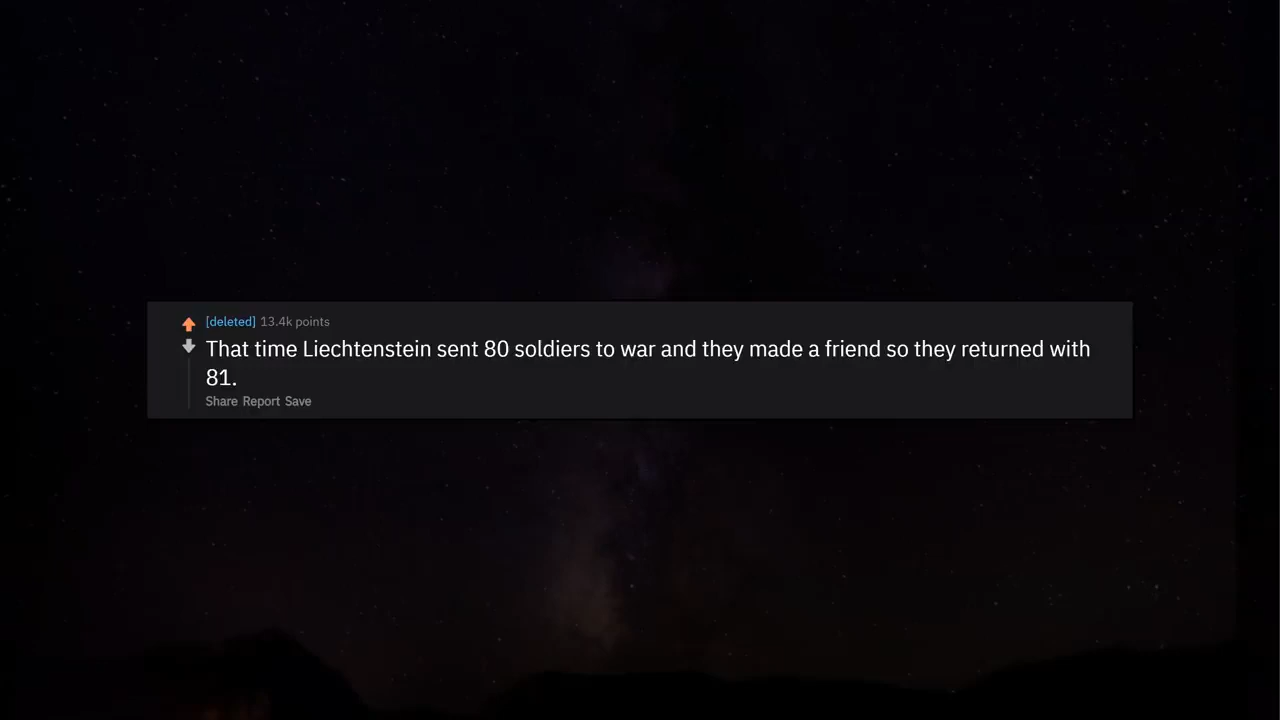 [deleted] 13.4k points
That time Liechtenstein sent 80 soldiers to war and they made a friend so they returned with
81.
Share Report Save